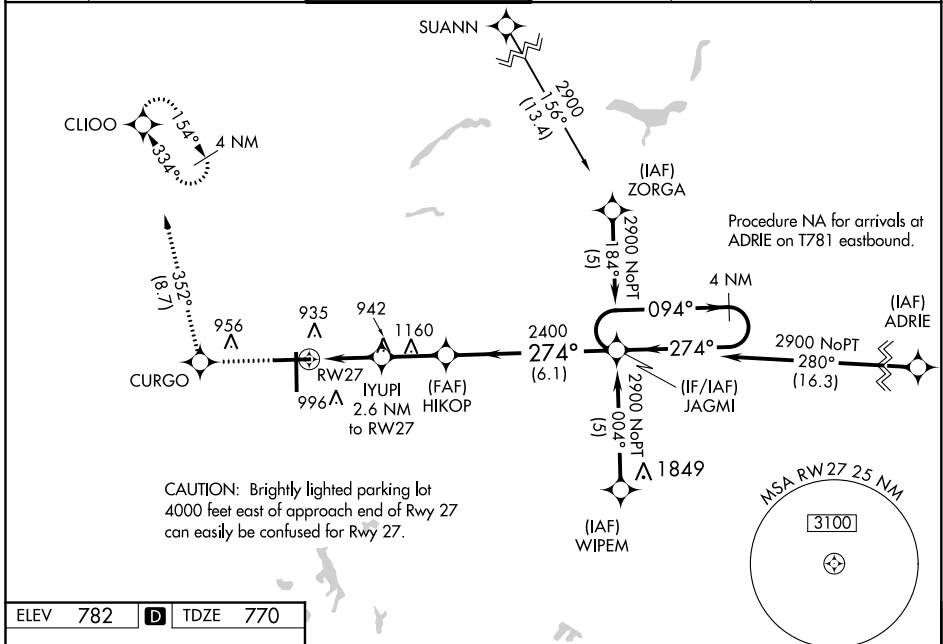 SUANN
2900
156°
(13.4)
CLIOO
154°
334°
4 NM
(IAF)
ZORGA
Procedure NA for arrivals at
ADRIE on T781 eastbound.
2900 NoPT
184°
(5)
4 NM
094°
(IAF)
ADRIE
352°
(8.7)
956
935
942
1160
2400
274°
(6.1)
274°
2900 NoPT
280°
(16.3)
CURGO
RW27
996
IYUPI
2.6 NM
to RW27
(FAF)
HIKOP
(IF/IAF)
JAGMI
2900 NoPT
004°
(5)
1849
(IAF)
WIPEM
CAUTION: Brightly lighted parking lot
4000 feet east of approach end of Rwy 27
can easily be confused for Rwy 27.
MSA RW27 25 NM
3100
ELEV 782 D TDZE 770